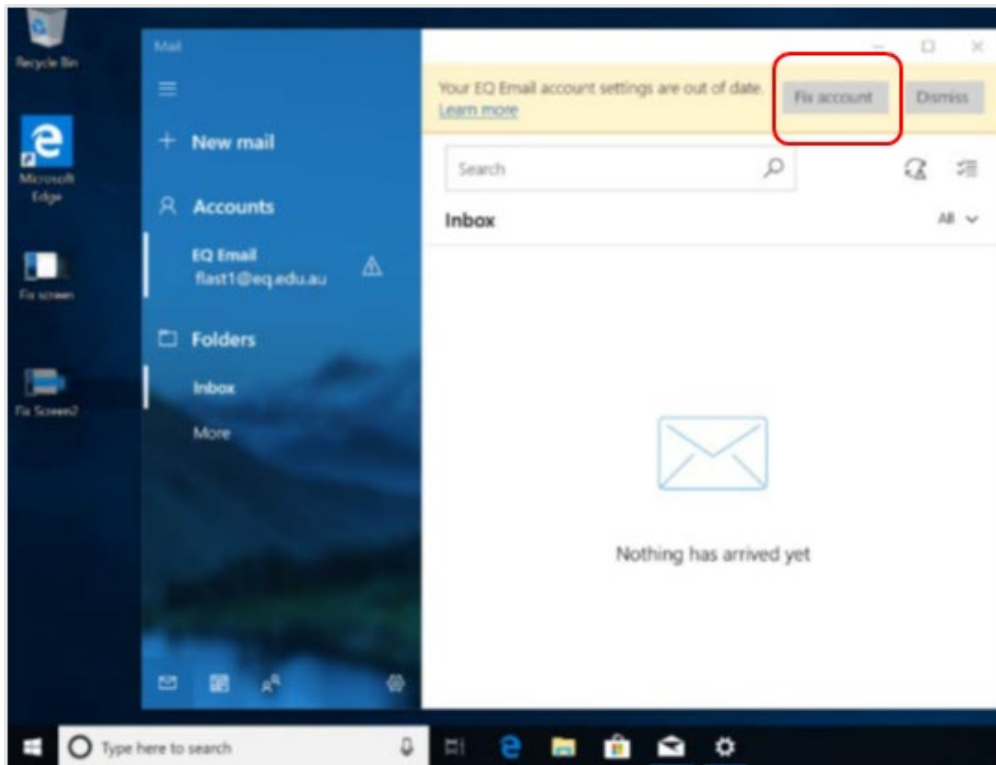 Recycle Bin
Microsoft
Edge
Fix screen
Fix Screen2
Mail
New mail
Accounts
EQ Email
flast1@eq.edu.au
Folders
Inbox
More
Your EQ Email account settings are out of date.
Learn more
Fix account
Dismiss
Search
Inbox
All
Nothing has arrived yet
Type here to search